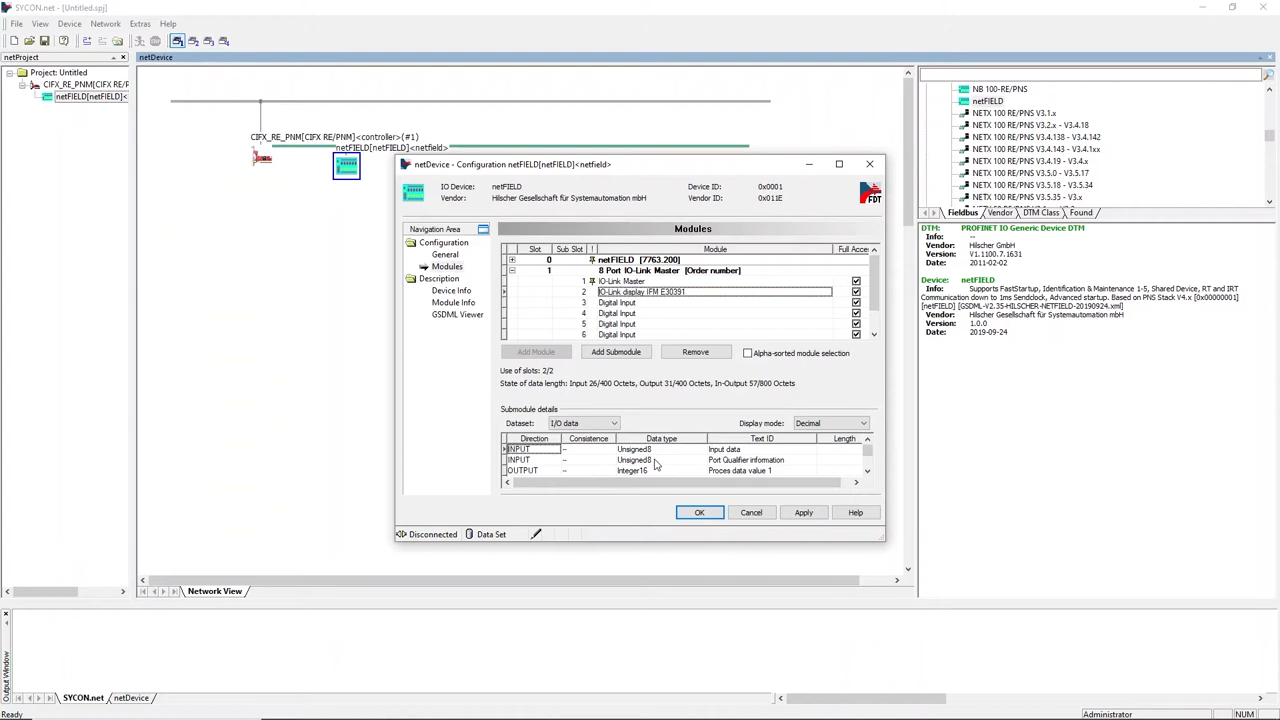 SYCON.net - [Untitled.spj]
File View Device Network Extras Help
netProject
netDevice
Project: Untitled
CIFX_RE_PNM[CIFX RE/P
netFIELD[netFIELD]<
CIFX_RE_PNM[CIFX RE/PNM]<controller>(#1)
netFIELD[netFIELD]<netfield>
netDevice - Configuration netFIELD[netFIELD]<netfield>
IO Device: netFIELD Device ID: 0x0001
Vendor: Hilscher Gesellschaft für Systemautomation mbH Vendor ID: 0x011E
FDT
Navigation Area
Configuration
General
Modules
Description
Device Info
Module Info
GSDML Viewer
Modules
Slot Sub Slot ! Module Full Acces
0 netFIELD [7763.200]
1 8 Port IO-Link Master [Order number]
1 IO-Link Master
2 IO-Link display IFM E30391
3 Digital Input
4 Digital Input
5 Digital Input
6 Digital Input
Add Module Add Submodule Remove Alpha-sorted module selection
Use of slots: 2/2
State of data length: Input 26/400 Octets, Output 31/400 Octets, In-Output 57/800 Octets
Submodule details
Dataset: I/O data Display mode: Decimal
Direction Consistence Data type Text ID Length
INPUT -- Unsigned8 Input data
INPUT -- Unsigned8 Port Qualifier information
OUTPUT -- Integer16 Proces data value 1
OK Cancel Apply Help
Disconnected Data Set
NB 100-RE/PNS
netFIELD
NETX 100 RE/PNS V3.1.x
NETX 100 RE/PNS V3.2.x - V3.4.18
NETX 100 RE/PNS V3.4.138 - V3.4.142
NETX 100 RE/PNS V3.4.143 - V3.4.1xx
NETX 100 RE/PNS V3.4.19 - V3.4.x
NETX 100 RE/PNS V3.5.0 - V3.5.17
NETX 100 RE/PNS V3.5.18 - V3.5.34
NETX 100 RE/PNS V3.5.35 - V3.x
Fieldbus Vendor DTM Class Found
DTM: PROFINET IO Generic Device DTM
Info: --
Vendor: Hilscher GmbH
Version: V1.1100.7.1631
Date: 2011-02-02
Device: netFIELD
Info: Supports FastStartup, Identification & Maintenance 1-5, Shared Device, RT and IRT
Communication down to 1ms Sendclock, Advanced startup. Based on PNS Stack V4.x [0x00000001]
[netFIELD] [GSDML-V2.35-HILSCHER-NETFIELD-20190924.xml]
Vendor: Hilscher Gesellschaft für Systemautomation mbH
Version: 1.0.0
Date: 2019-09-24
Network View
Output Window
SYCON.net netDevice
Ready Administrator NUM